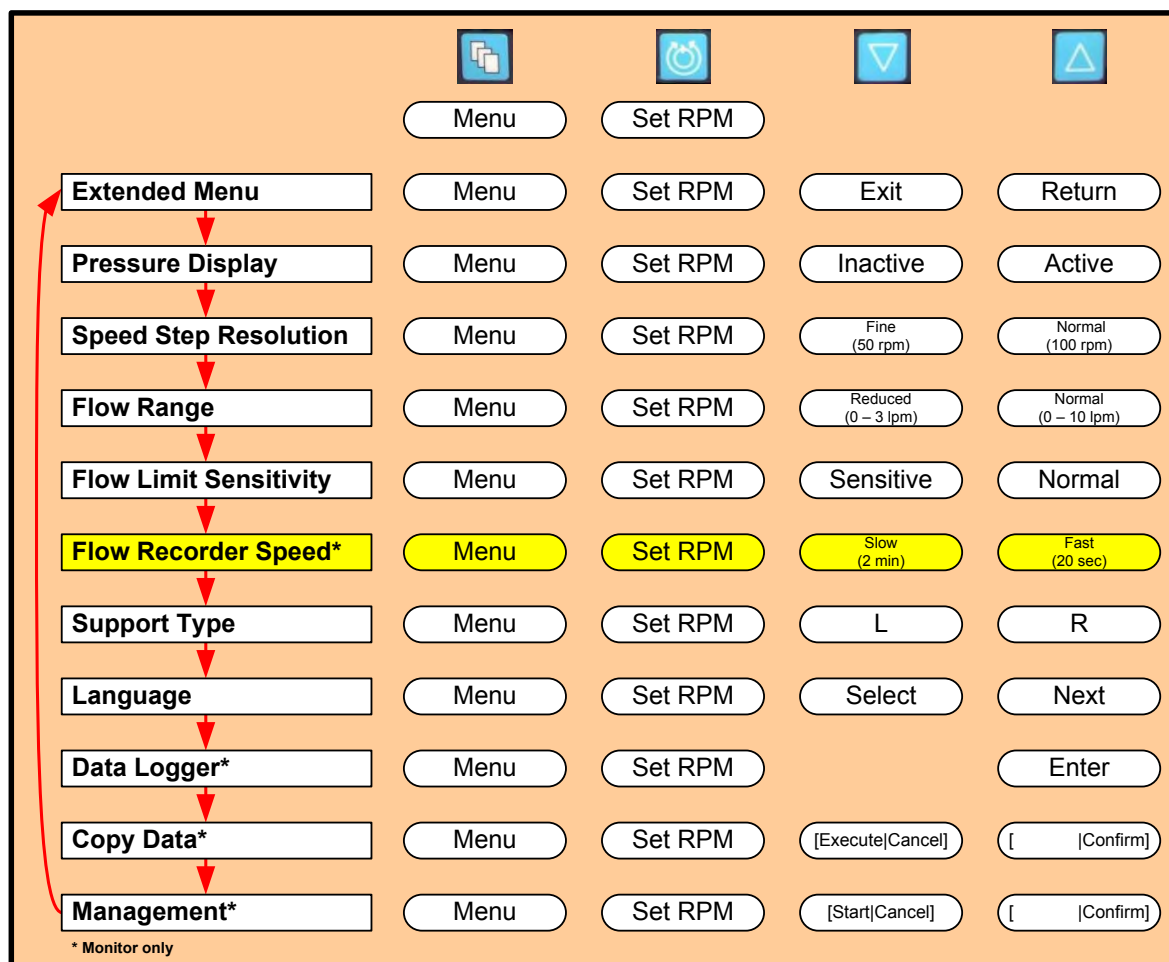 Menu Set RPM
Extended Menu Menu Set RPM Exit Return
Pressure Display Menu Set RPM Inactive Active
Speed Step Resolution Menu Set RPM Fine (50 rpm) Normal (100 rpm)
Flow Range Menu Set RPM Reduced (0 – 3 lpm) Normal (0 – 10 lpm)
Flow Limit Sensitivity Menu Set RPM Sensitive Normal
Flow Recorder Speed* Menu Set RPM Slow (2 min) Fast (20 sec)
Support Type Menu Set RPM L R
Language Menu Set RPM Select Next
Data Logger* Menu Set RPM Enter
Copy Data* Menu Set RPM [Execute|Cancel] [ |Confirm]
Management* Menu Set RPM [Start|Cancel] [ |Confirm]
* Monitor only